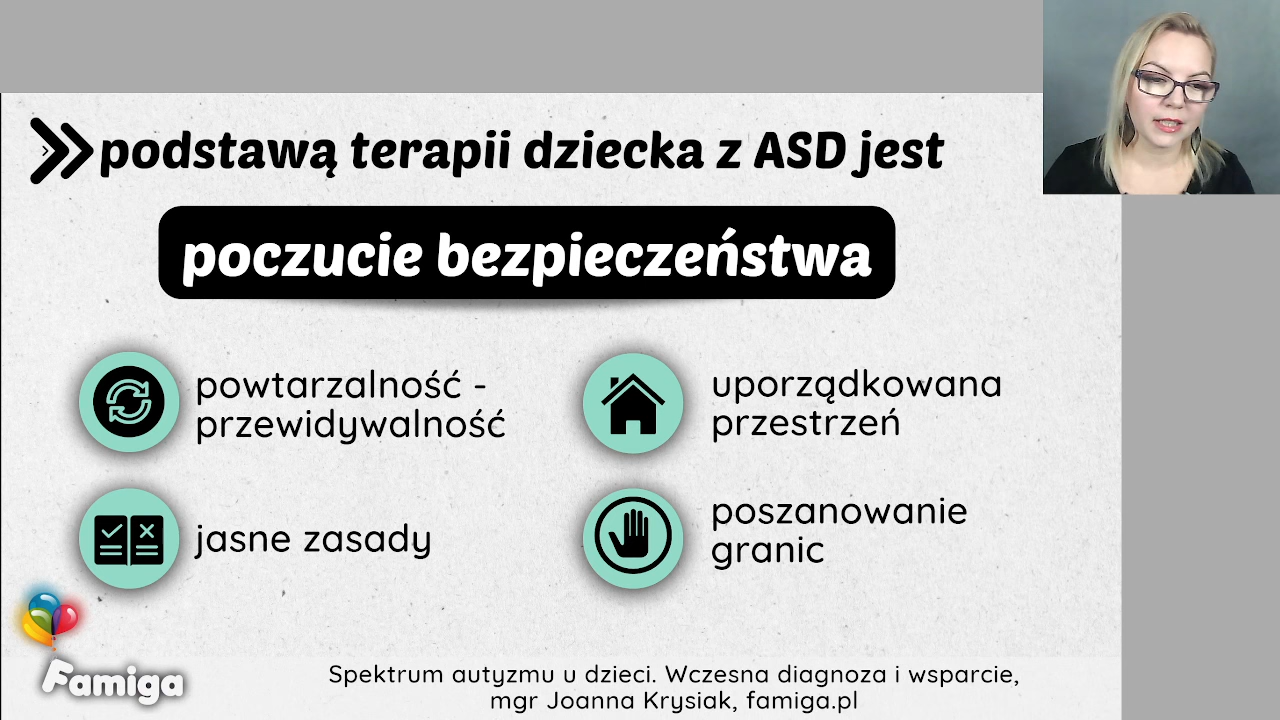 podstawą terapii dziecka z ASD jest
poczucie bezpieczeństwa
powtarzalność -
przewidywalność
uporządkowana
przestrzeń
jasne zasady
poszanowanie
granic
Famiga
Spektrum autyzmu u dzieci. Wczesna diagnoza i wsparcie,
mgr Joanna Krysiak, famiga.pl